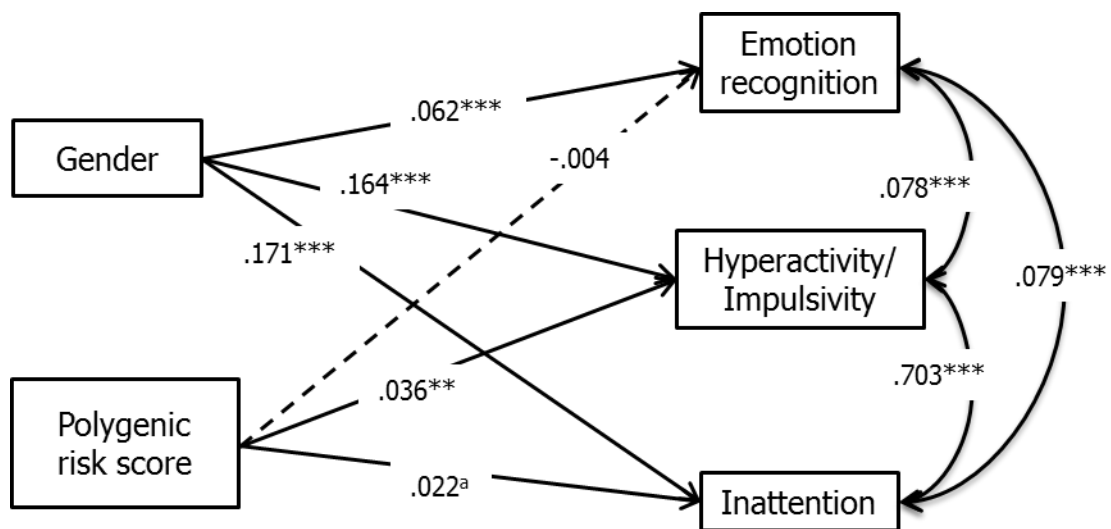 Emotion
recognition
.062***
Gender
-.004
.164***
.078***
.171***
Hyperactivity/
Impulsivity
.079***
.036**
.703***
Polygenic
risk score
.022ᵃ
Inattention